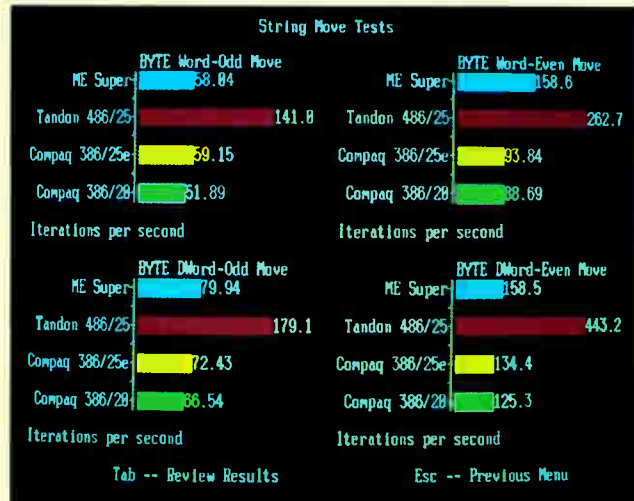 String Move Tests
BYTE Word-Odd Move
ME Super 58.04
Tandon 486/25 141.0
Compaq 386/25e 59.15
Compaq 386/20 51.89
Iterations per second
BYTE Word-Even Move
ME Super 158.6
Tandon 486/25 262.7
Compaq 386/25e 93.84
Compaq 386/20 88.69
Iterations per second
BYTE DWord-Odd Move
ME Super 79.94
Tandon 486/25 179.1
Compaq 386/25e 72.43
Compaq 386/20 66.54
Iterations per second
BYTE DWord-Even Move
ME Super 158.5
Tandon 486/25 443.2
Compaq 386/25e 134.4
Compaq 386/20 125.3
Iterations per second
Tab -- Review Results
Esc -- Previous Menu